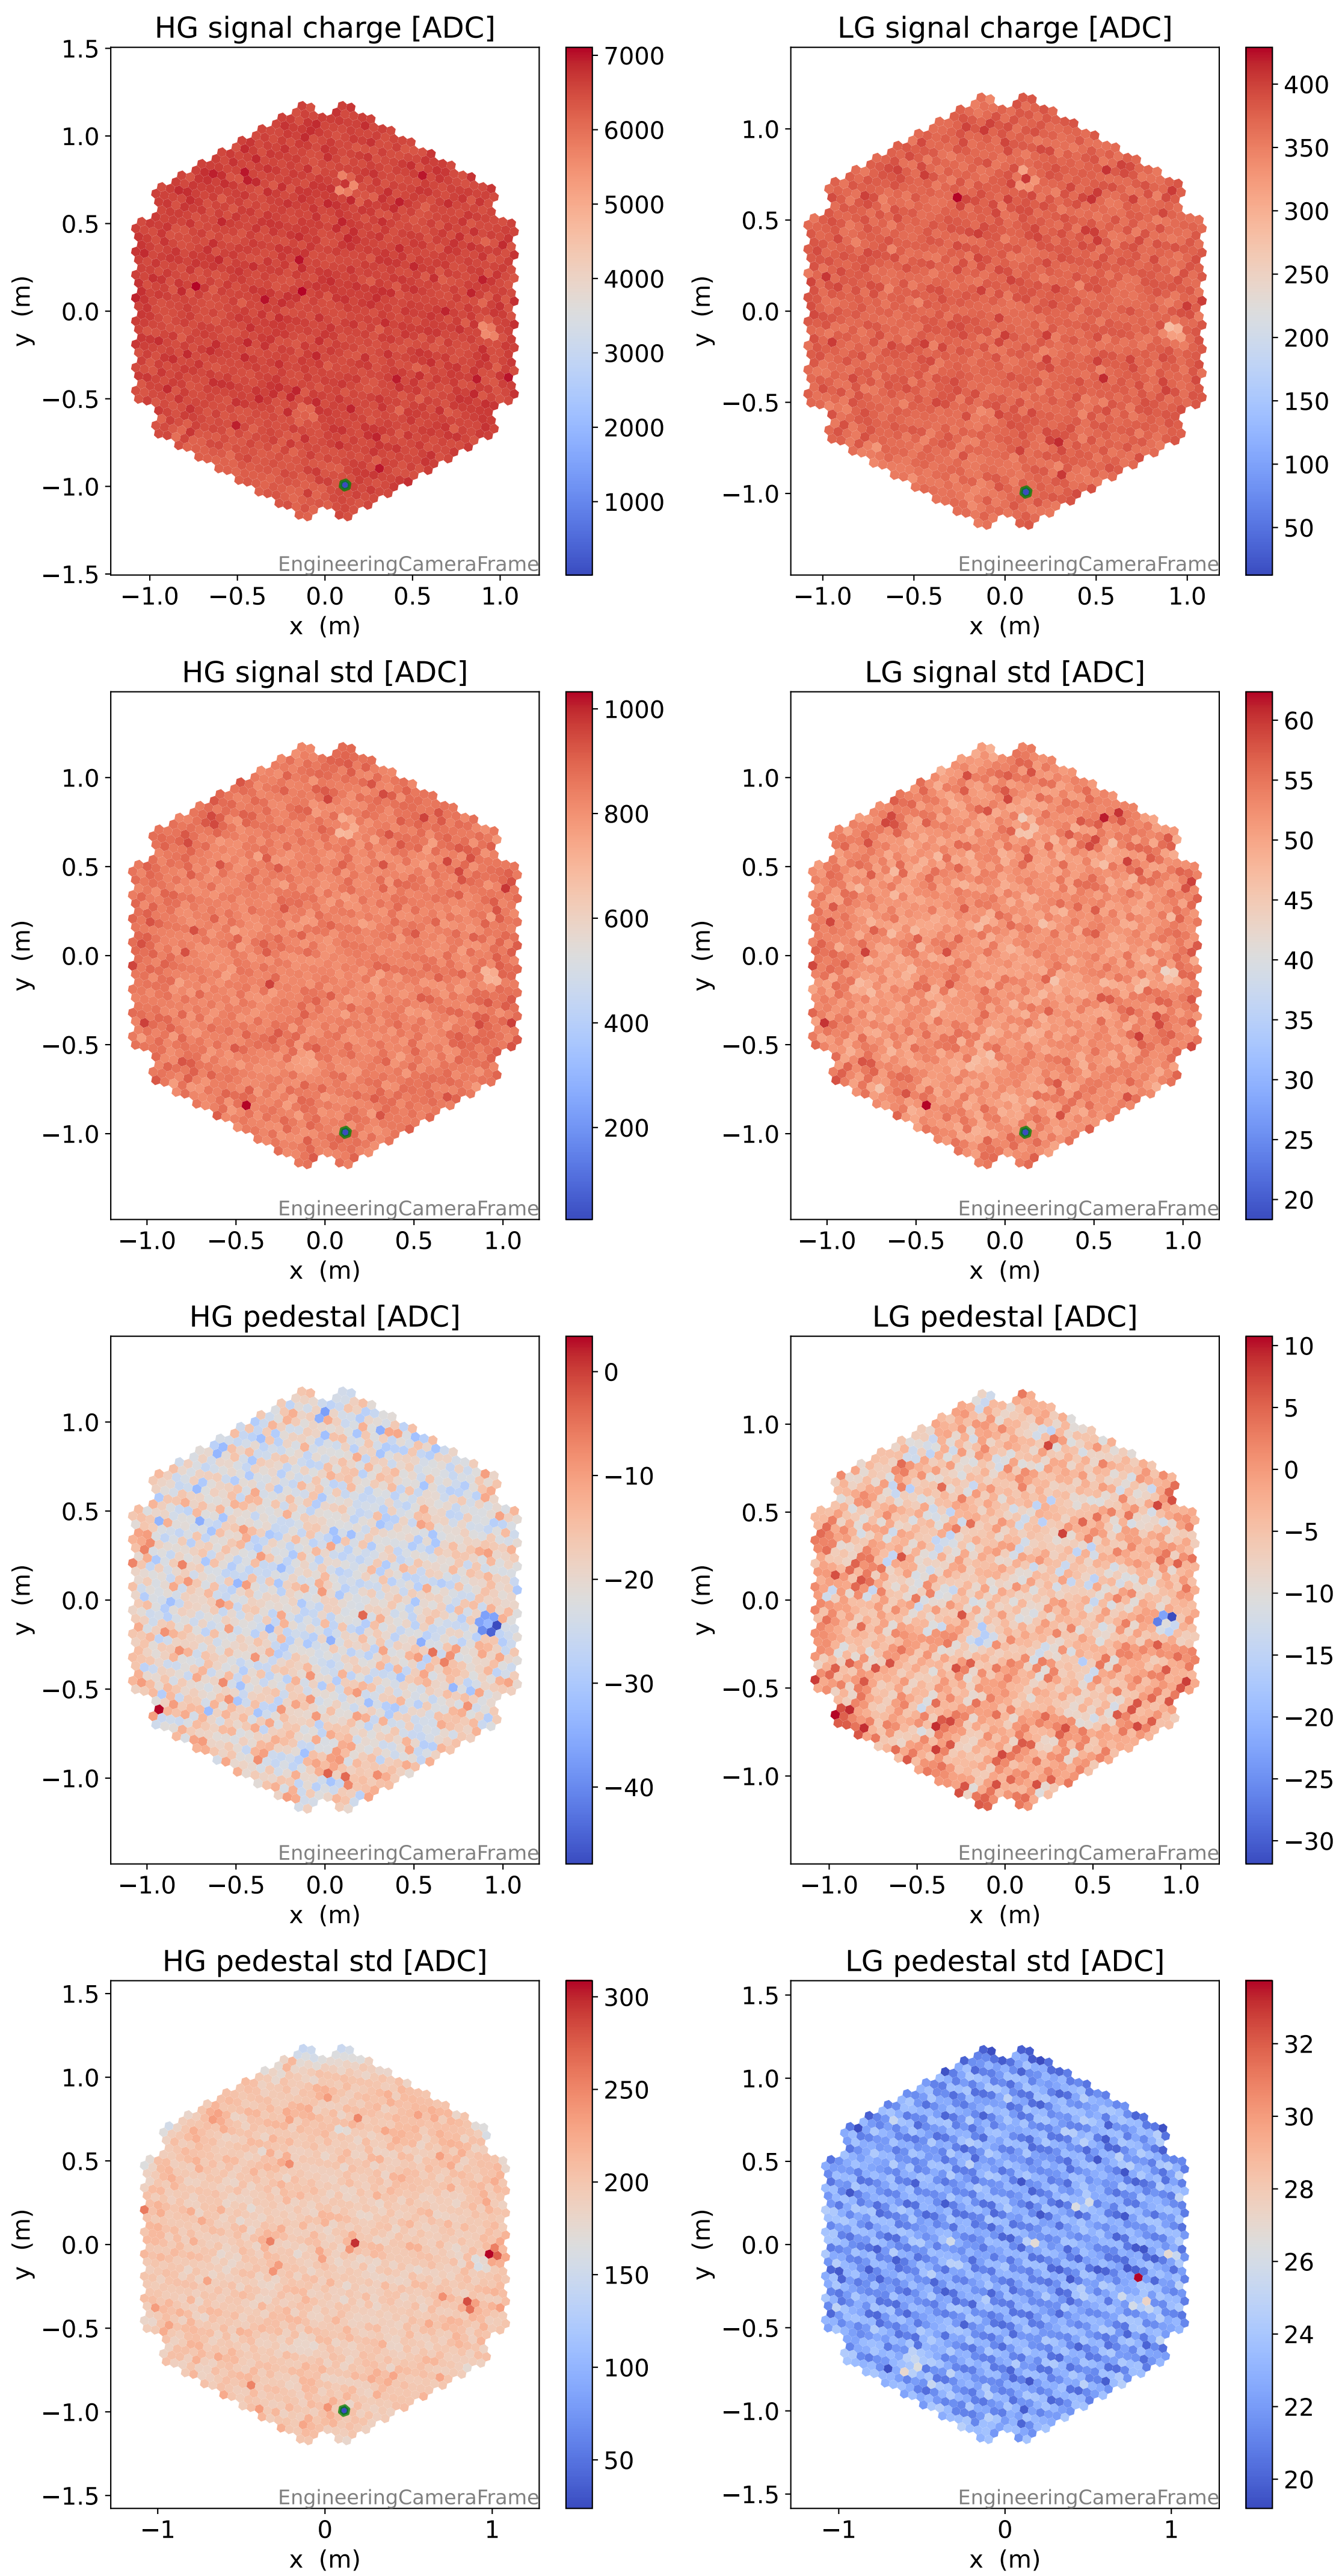 HG signal charge [ADC]
1.5
1.0
0.5
0.0
−0.5
−1.0
−1.5
y (m)
−1.0 −0.5 0.0 0.5 1.0
x (m)
EngineeringCameraFrame
7000
6000
5000
4000
3000
2000
1000
LG signal charge [ADC]
1.0
0.5
0.0
−0.5
−1.0
y (m)
−1.0 −0.5 0.0 0.5 1.0
x (m)
EngineeringCameraFrame
400
350
300
250
200
150
100
50
HG signal std [ADC]
1.0
0.5
0.0
−0.5
−1.0
y (m)
−1.0 −0.5 0.0 0.5 1.0
x (m)
EngineeringCameraFrame
1000
800
600
400
200
LG signal std [ADC]
1.0
0.5
0.0
−0.5
−1.0
y (m)
−1.0 −0.5 0.0 0.5 1.0
x (m)
EngineeringCameraFrame
60
55
50
45
40
35
30
25
20
HG pedestal [ADC]
1.0
0.5
0.0
−0.5
−1.0
y (m)
−1.0 −0.5 0.0 0.5 1.0
x (m)
EngineeringCameraFrame
0
−10
−20
−30
−40
LG pedestal [ADC]
1.0
0.5
0.0
−0.5
−1.0
y (m)
−1.0 −0.5 0.0 0.5 1.0
x (m)
EngineeringCameraFrame
10
5
0
−5
−10
−15
−20
−25
−30
HG pedestal std [ADC]
1.5
1.0
0.5
0.0
−0.5
−1.0
−1.5
y (m)
−1 0 1
x (m)
EngineeringCameraFrame
300
250
200
150
100
50
LG pedestal std [ADC]
1.5
1.0
0.5
0.0
−0.5
−1.0
−1.5
y (m)
−1 0 1
x (m)
EngineeringCameraFrame
32
30
28
26
24
22
20